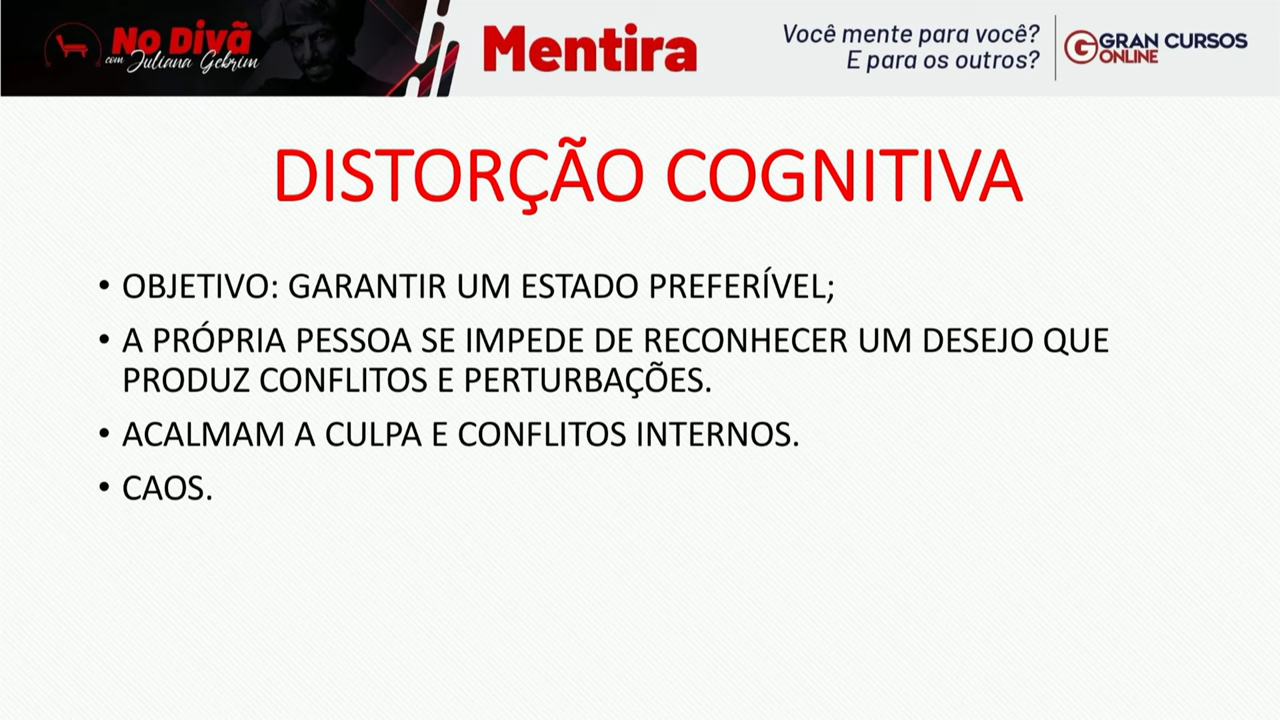 No Divã
com Juliana Gebrim
Mentira
Você mente para você?
E para os outros?
G GRAN CURSOS
ONLINE
DISTORÇÃO COGNITIVA
• OBJETIVO: GARANTIR UM ESTADO PREFERÍVEL;
• A PRÓPRIA PESSOA SE IMPEDE DE RECONHECER UM DESEJO QUE
PRODUZ CONFLITOS E PERTURBAÇÕES.
• ACALMAM A CULPA E CONFLITOS INTERNOS.
• CAOS.